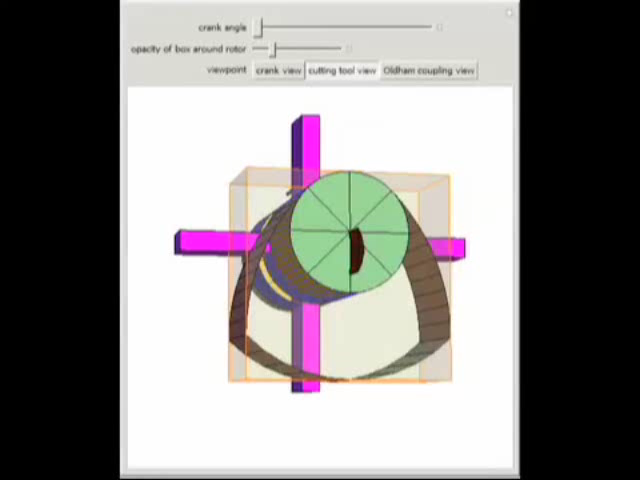 crank angle
opacity of box around rotor
viewpoint crank view cutting tool view Oldham coupling view